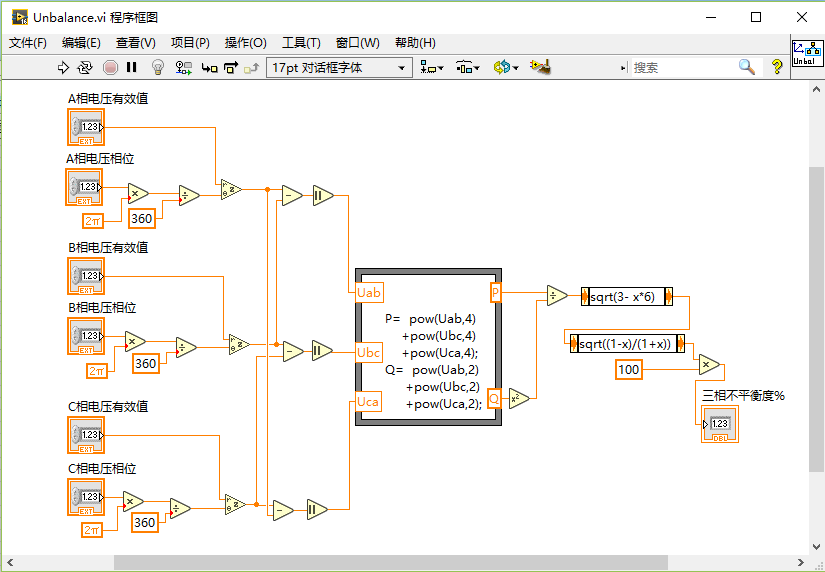 Unbalance.vi 程序框图
文件(F) 编辑(E) 查看(V) 项目(P) 操作(O) 工具(T) 窗口(W) 帮助(H)
17pt 对话框字体
搜索
?
Unbal
A相电压有效值
1.23
EXT
A相电压相位
1.23
EXT
2π
360
B相电压有效值
1.23
EXT
B相电压相位
1.23
EXT
2π
360
C相电压有效值
1.23
EXT
C相电压相位
1.23
EXT
2π
360
Uab
Ubc
Uca
P= pow(Uab,4)
+pow(Ubc,4)
+pow(Uca,4);
Q= pow(Uab,2)
+pow(Ubc,2)
+pow(Uca,2);
P
Q
x²
sqrt(3- x*6)
sqrt((1-x)/(1+x))
100
三相不平衡度%
1.23
DBL